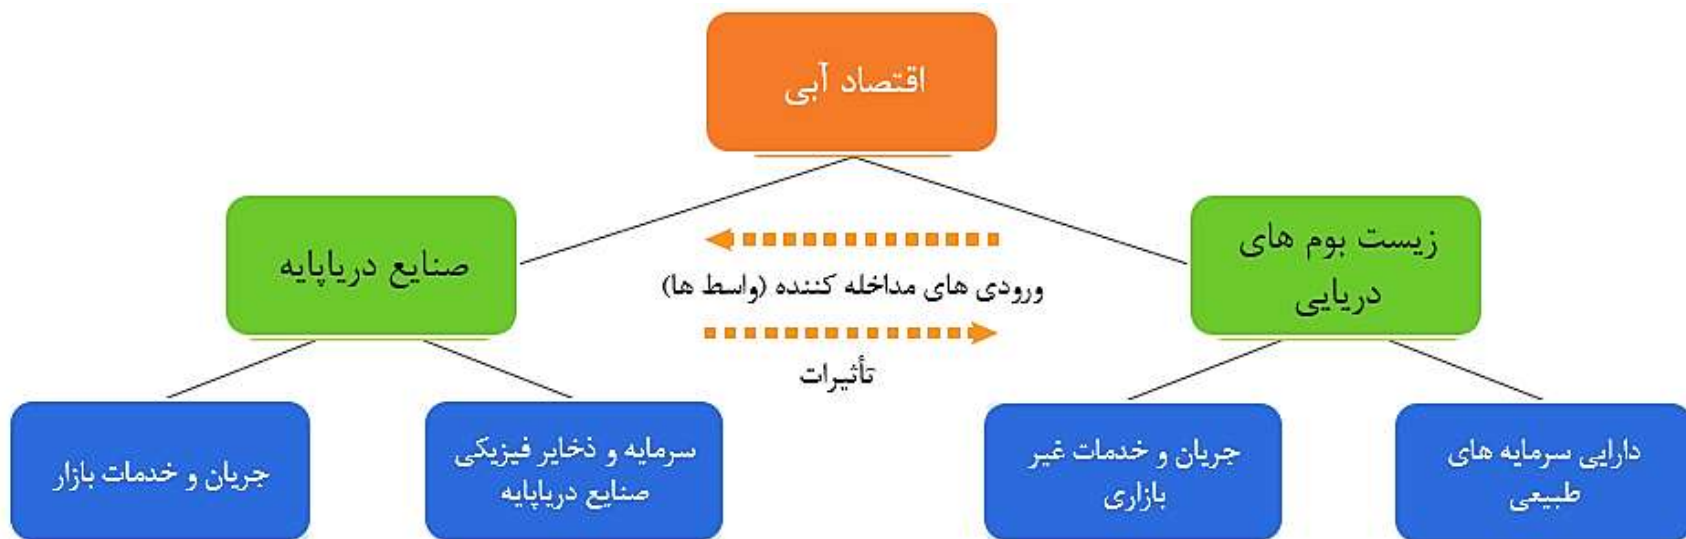 اقتصاد آبی
زیست بوم های
دریایی
صنایع دریاپایه
ورودی های مداخله کننده (واسط ها)
تأثیرات
دارایی سرمایه های
طبیعی
جریان و خدمات غیر
بازاری
سرمایه و ذخایر فیزیکی
صنایع دریاپایه
جریان و خدمات بازار